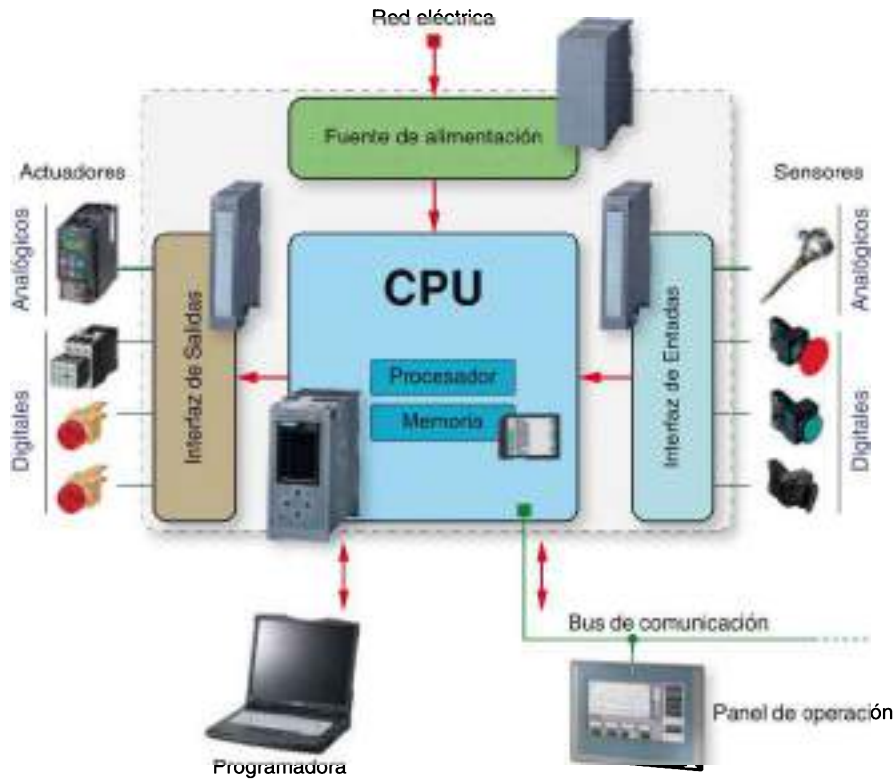 Red eléctrica
Fuente de alimentación
Actuadores
Sensores
Analógicos
Analógicos
CPU
Interfaz de Salidas
Interfaz de Entadas
Procesador
Memoria
Digitales
Digitales
Bus de comunicación
Panel de operación
Programadora